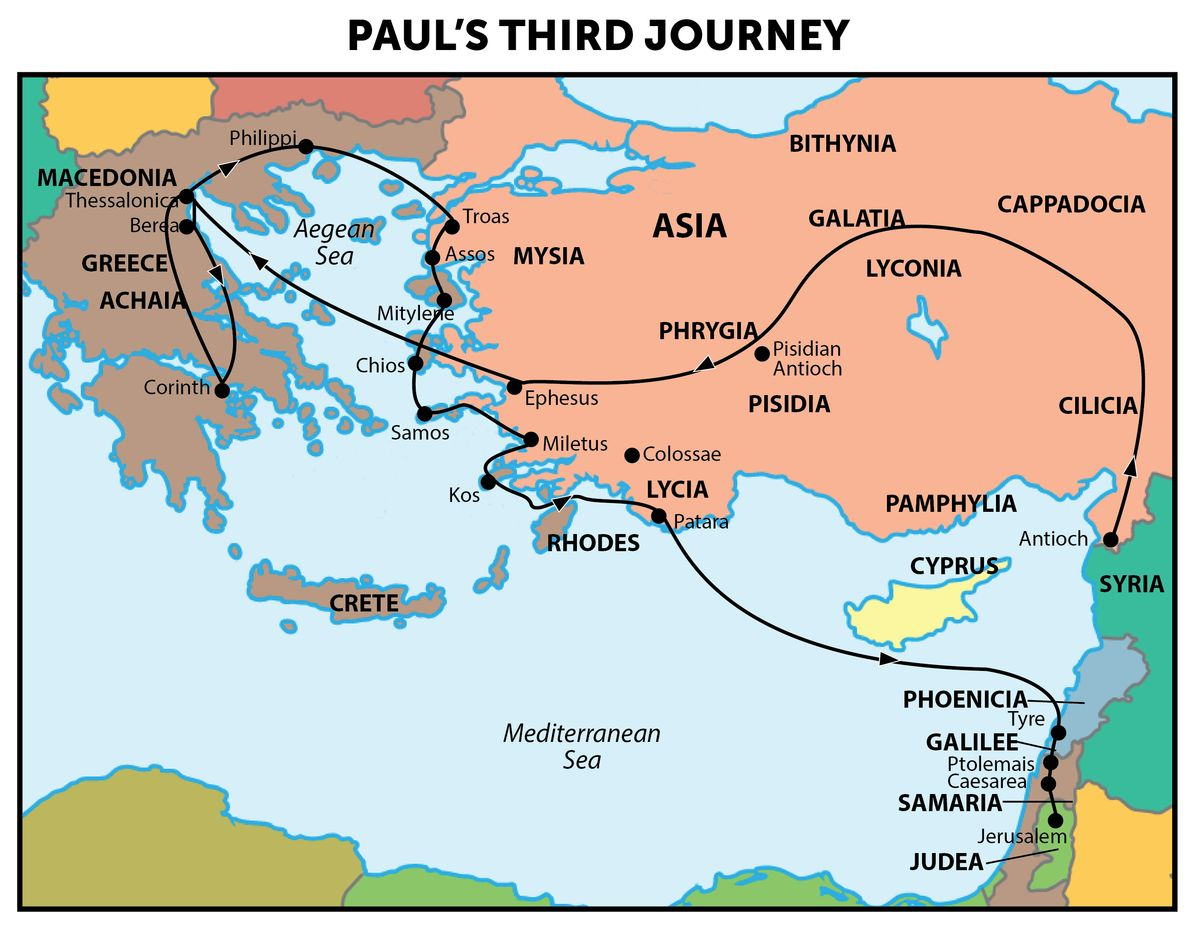 PAUL'S THIRD JOURNEY
Philippi
BITHYNIA
MACEDONIA
Thessalonica
CAPPADOCIA
Berea
Aegean
Sea
Troas
ASIA
GALATIA
Assos
MYSIA
GREECE
LYCONIA
ACHAIA
Mitylene
PHRYGIA
Pisidian
Antioch
Chios
Corinth
Ephesus
PISIDIA
CILICIA
Samos
Miletus
Colossae
Kos
LYCIA
PAMPHYLIA
Patara
RHODES
Antioch
CYPRUS
SYRIA
CRETE
PHOENICIA
Tyre
Mediterranean
Sea
GALILEE
Ptolemais
Caesarea
SAMARIA
Jerusalem
JUDEA